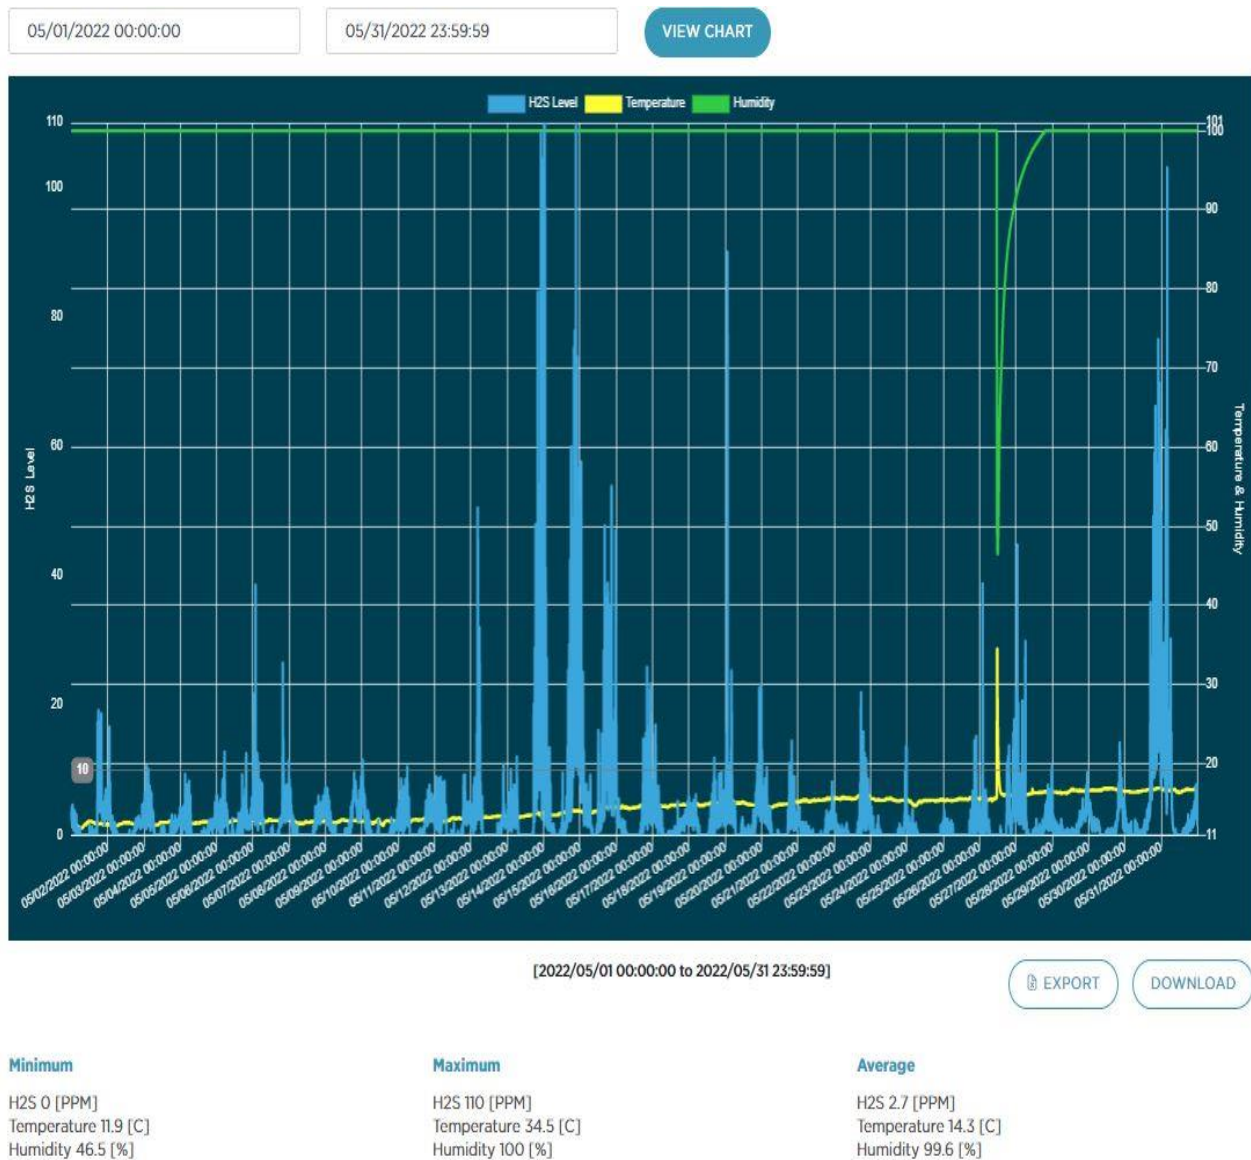 05/01/2022 00:00:00
05/31/2022 23:59:59
VIEW CHART
H2S Level
Temperature
Humidity
110
100
80
60
40
20
10
0
H2S Level
101
100
90
80
70
60
50
40
30
20
11
Temperature & Humidity
05/02/2022 00:00:00
05/03/2022 00:00:00
05/04/2022 00:00:00
05/05/2022 00:00:00
05/06/2022 00:00:00
05/07/2022 00:00:00
05/08/2022 00:00:00
05/09/2022 00:00:00
05/10/2022 00:00:00
05/11/2022 00:00:00
05/12/2022 00:00:00
05/13/2022 00:00:00
05/14/2022 00:00:00
05/15/2022 00:00:00
05/16/2022 00:00:00
05/17/2022 00:00:00
05/18/2022 00:00:00
05/19/2022 00:00:00
05/20/2022 00:00:00
05/21/2022 00:00:00
05/22/2022 00:00:00
05/23/2022 00:00:00
05/24/2022 00:00:00
05/25/2022 00:00:00
05/26/2022 00:00:00
05/27/2022 00:00:00
05/28/2022 00:00:00
05/29/2022 00:00:00
05/30/2022 00:00:00
05/31/2022 00:00:00
[2022/05/01 00:00:00 to 2022/05/31 23:59:59]
EXPORT
DOWNLOAD
Minimum
H2S 0 [PPM]
Temperature 11.9 [C]
Humidity 46.5 [%]
Maximum
H2S 110 [PPM]
Temperature 34.5 [C]
Humidity 100 [%]
Average
H2S 2.7 [PPM]
Temperature 14.3 [C]
Humidity 99.6 [%]